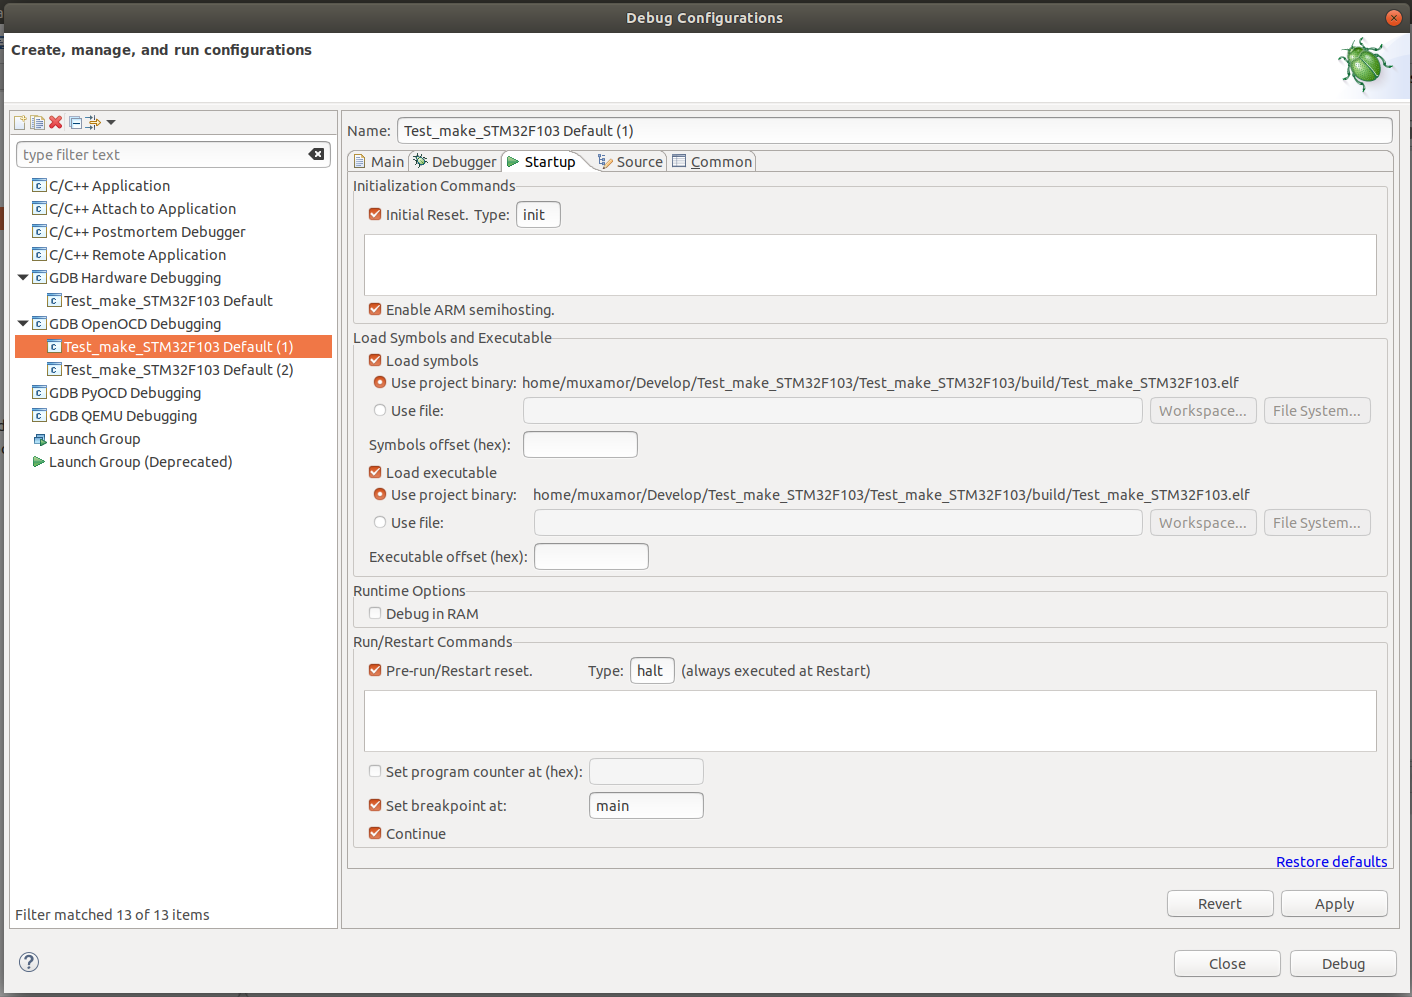 Debug Configurations
Create, manage, and run configurations
type filter text
C/C++ Application
C/C++ Attach to Application
C/C++ Postmortem Debugger
C/C++ Remote Application
GDB Hardware Debugging
Test_make_STM32F103 Default
GDB OpenOCD Debugging
Test_make_STM32F103 Default (1)
Test_make_STM32F103 Default (2)
GDB PyOCD Debugging
GDB QEMU Debugging
Launch Group
Launch Group (Deprecated)
Filter matched 13 of 13 items
Name: Test_make_STM32F103 Default (1)
Main Debugger Startup Source Common
Initialization Commands
Initial Reset. Type: init
Enable ARM semihosting.
Load Symbols and Executable
Load symbols
Use project binary: home/muxamor/Develop/Test_make_STM32F103/Test_make_STM32F103/build/Test_make_STM32F103.elf
Use file: Workspace... File System...
Symbols offset (hex):
Load executable
Use project binary: home/muxamor/Develop/Test_make_STM32F103/Test_make_STM32F103/build/Test_make_STM32F103.elf
Use file: Workspace... File System...
Executable offset (hex):
Runtime Options
Debug in RAM
Run/Restart Commands
Pre-run/Restart reset. Type: halt (always executed at Restart)
Set program counter at (hex):
Set breakpoint at: main
Continue
Restore defaults
Revert Apply
? Close Debug